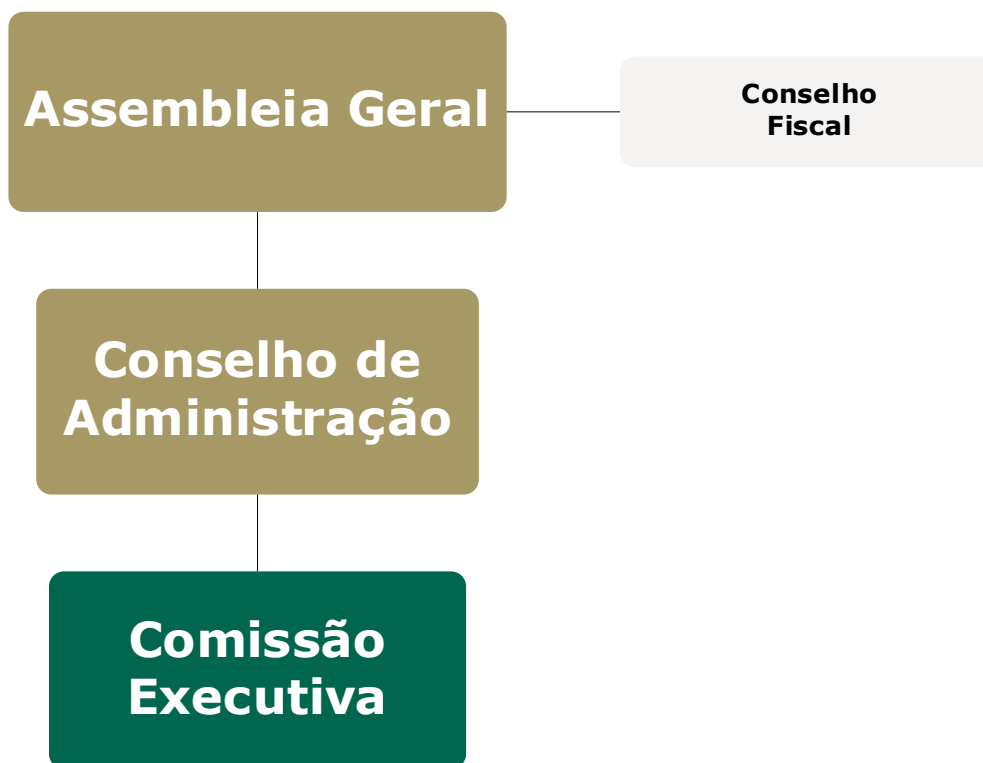 Assembleia Geral
Conselho
Fiscal
Conselho de
Administração
Comissão
Executiva